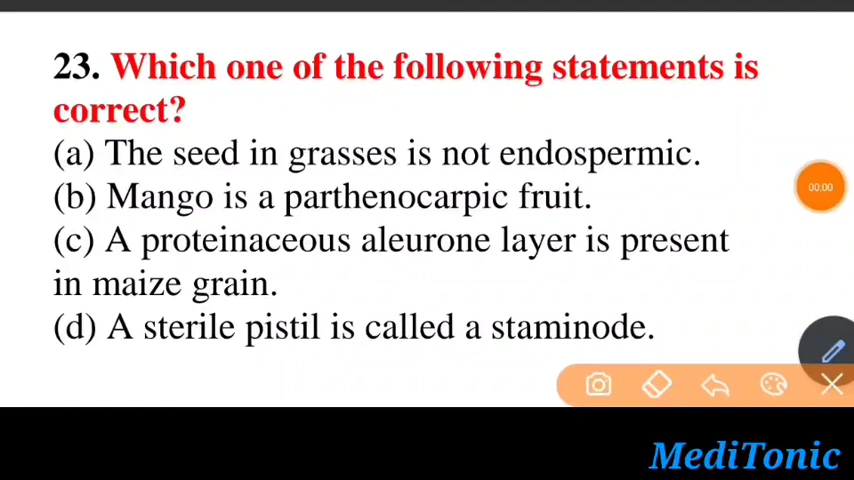 23. Which one of the following statements is
correct?
(a) The seed in grasses is not endospermic.
(b) Mango is a parthenocarpic fruit.
00:00
(c) A proteinaceous aleurone layer is present
in maize grain.
(d) A sterile pistil is called a staminode.
MediTonic